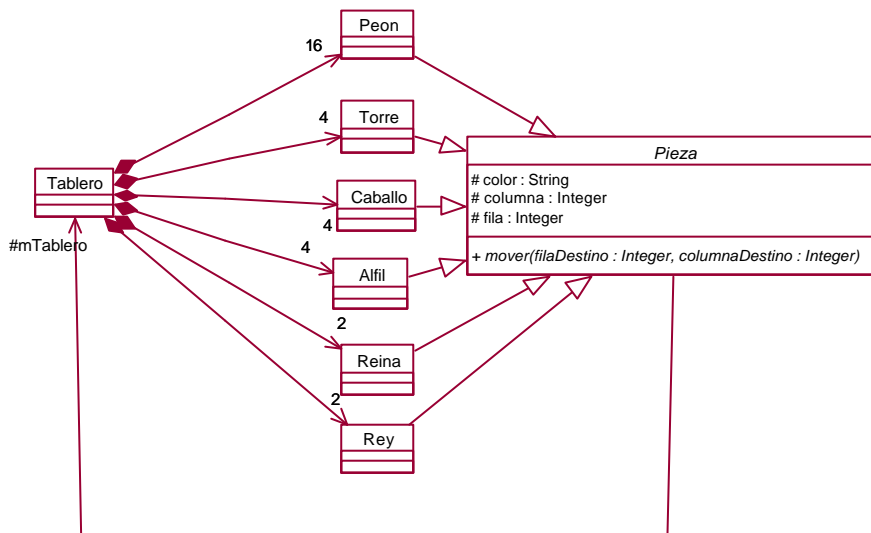 Peon
16
Torre
4
Pieza
# color : String
# columna : Integer
# fila : Integer
+ mover(filaDestino : Integer, columnaDestino : Integer)
Tablero
#mTablero
Caballo
4
4
Alfil
2
Reina
2
Rey